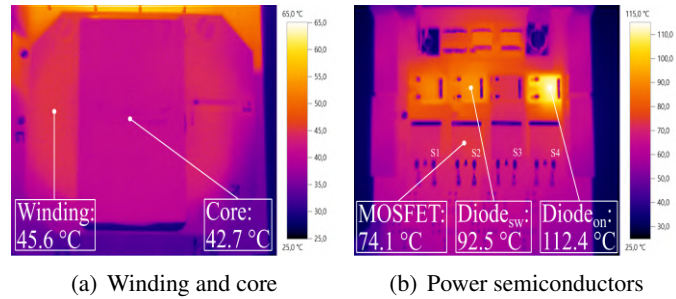 65,0 °C
65,0
60,0
55,0
50,0
45,0
40,0
35,0
30,0
25,0
25,0 °C
Winding:
45.6 °C
Core:
42.7 °C
115,0 °C
110,0
100,0
90,0
80,0
70,0
60,0
50,0
40,0
30,0
25,0 °C
S1 S2 S3 S4
MOSFET:
74.1 °C
Diodesw:
92.5 °C
Diodeon:
112.4 °C
(a) Winding and core
(b) Power semiconductors